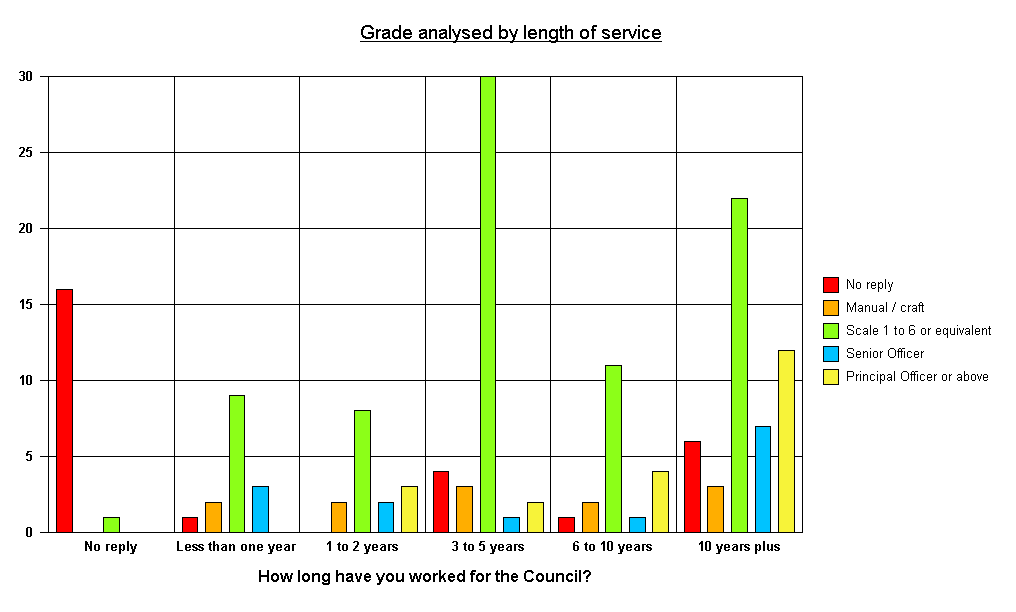 Grade analysed by length of service
30
25
20
15
10
5
0
No reply
Less than one year
1 to 2 years
3 to 5 years
6 to 10 years
10 years plus
How long have you worked for the Council?
No reply
Manual / craft
Scale 1 to 6 or equivalent
Senior Officer
Principal Officer or above